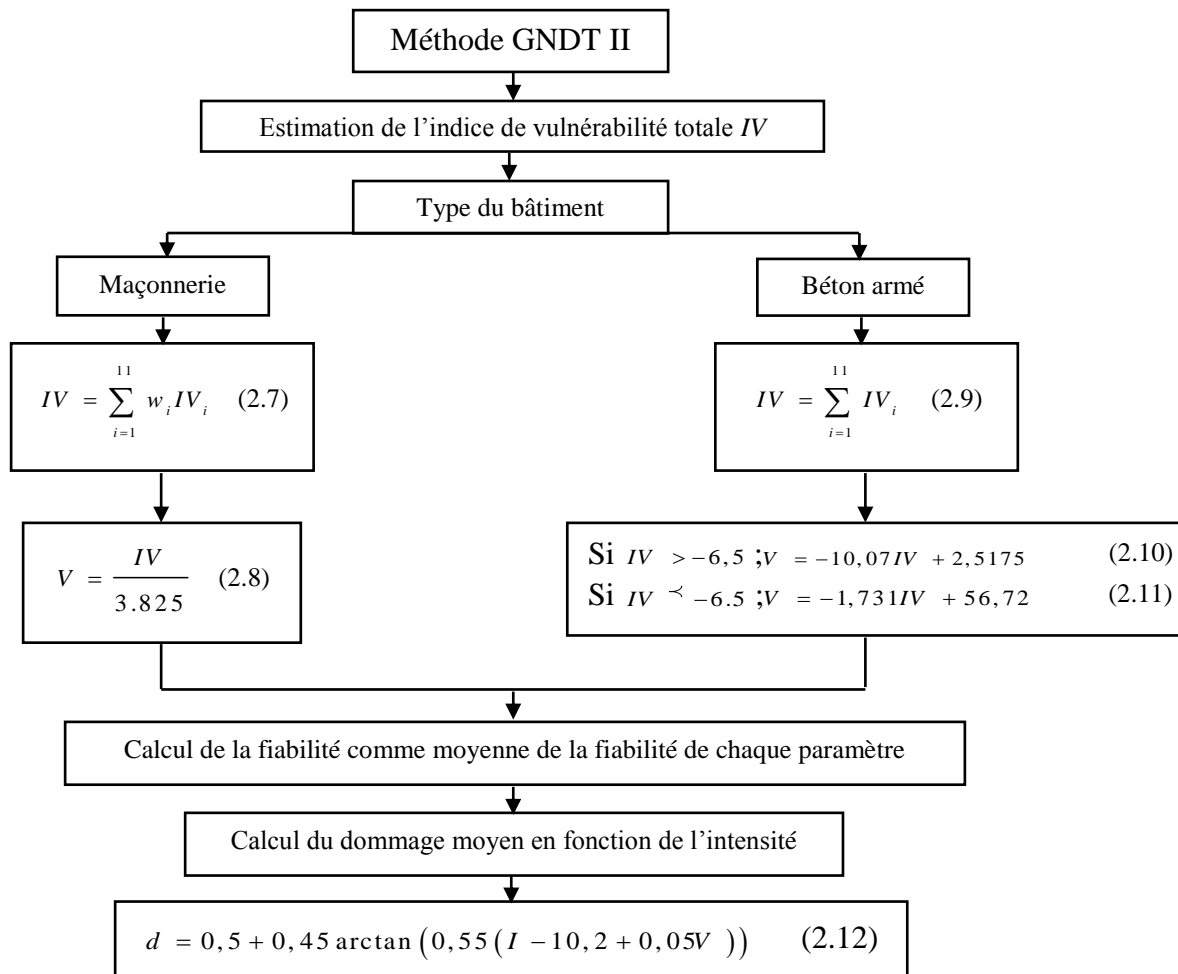 Méthode GNDT II
Estimation de l'indice de vulnérabilité totale IV
Type du bâtiment
Maçonnerie
Béton armé
IV = \sum_{i=1}^{11} w_i IV_i (2.7)
IV = \sum_{i=1}^{11} IV_i (2.9)
V = \frac{IV}{3.825} (2.8)
Si IV > −6,5 ;V = −10,07IV + 2,5175 (2.10)
Si IV ≺ −6.5 ;V = −1,731IV + 56,72 (2.11)
Calcul de la fiabilité comme moyenne de la fiabilité de chaque paramètre
Calcul du dommage moyen en fonction de l'intensité
d = 0,5 + 0,45 arctan (0,55 (I − 10,2 + 0,05V )) (2.12)